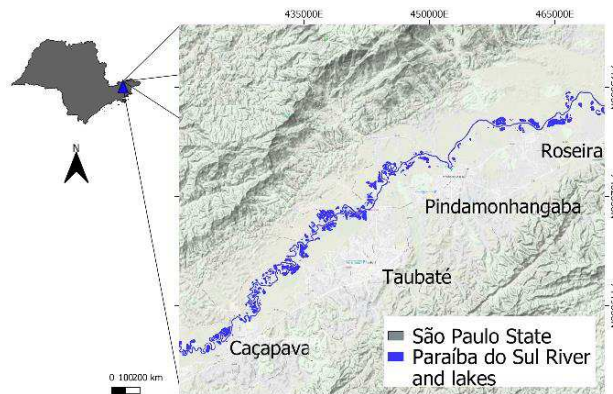 435000E 450000E 465000E
N
Roseira
Pindamonhangaba
Taubaté
Caçapava
São Paulo State
Paraíba do Sul River
and lakes
0 100200 km